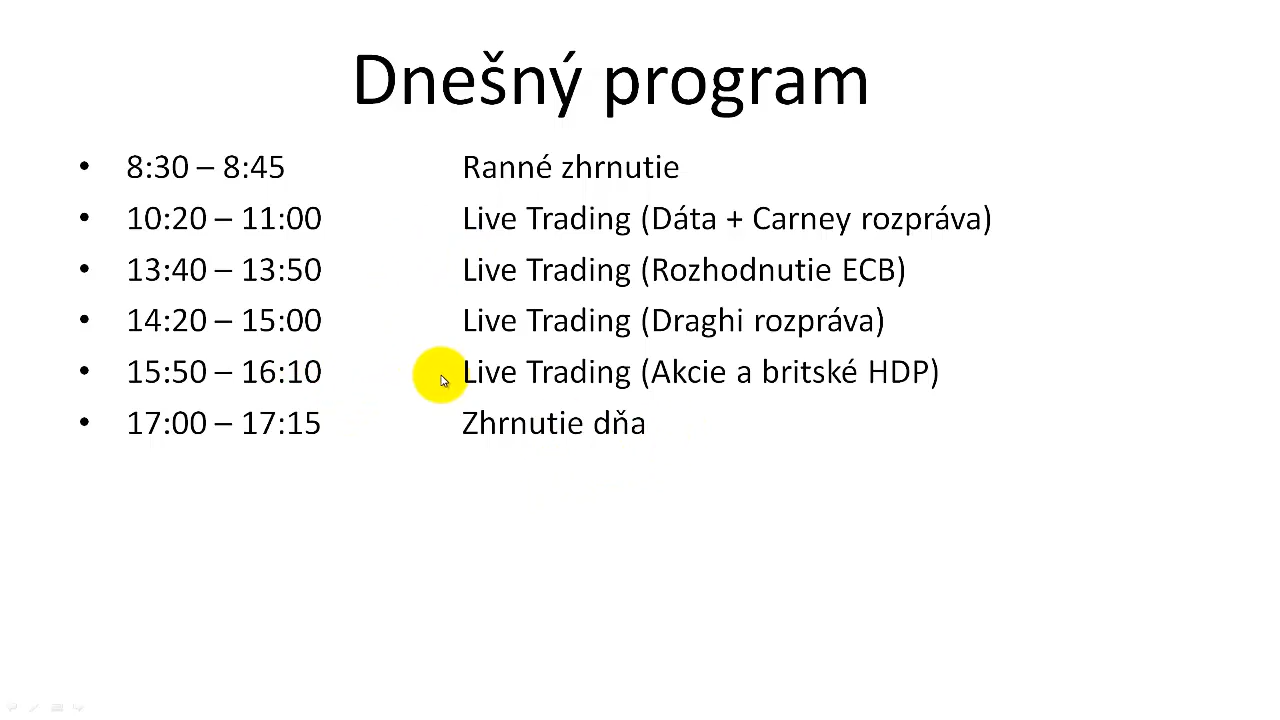 Dnešný program
• 8:30 – 8:45 Ranné zhrnutie
• 10:20 – 11:00 Live Trading (Dáta + Carney rozpráva)
• 13:40 – 13:50 Live Trading (Rozhodnutie ECB)
• 14:20 – 15:00 Live Trading (Draghi rozpráva)
• 15:50 – 16:10 Live Trading (Akcie a britské HDP)
• 17:00 – 17:15 Zhrnutie dňa